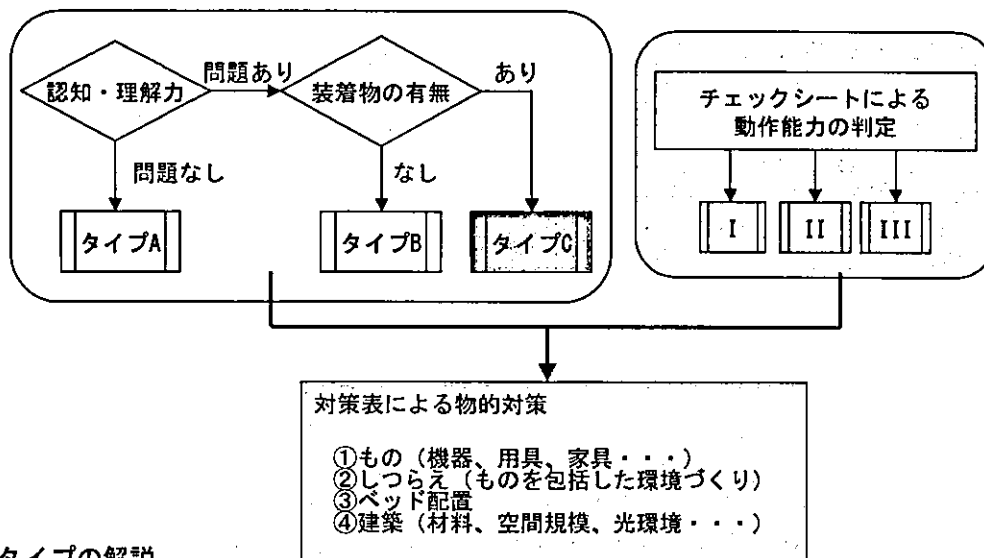 認知・理解力
問題あり
装着物の有無
あり
問題なし
なし
タイプA
タイプB
タイプC
チェックシートによる
動作能力の判定
I
II
III
対策表による物的対策
①もの（機器、用具、家具・・・）
②しつらえ（ものを包括した環境づくり）
③ベッド配置
④建築（材料、空間規模、光環境・・・）
タイプの解説